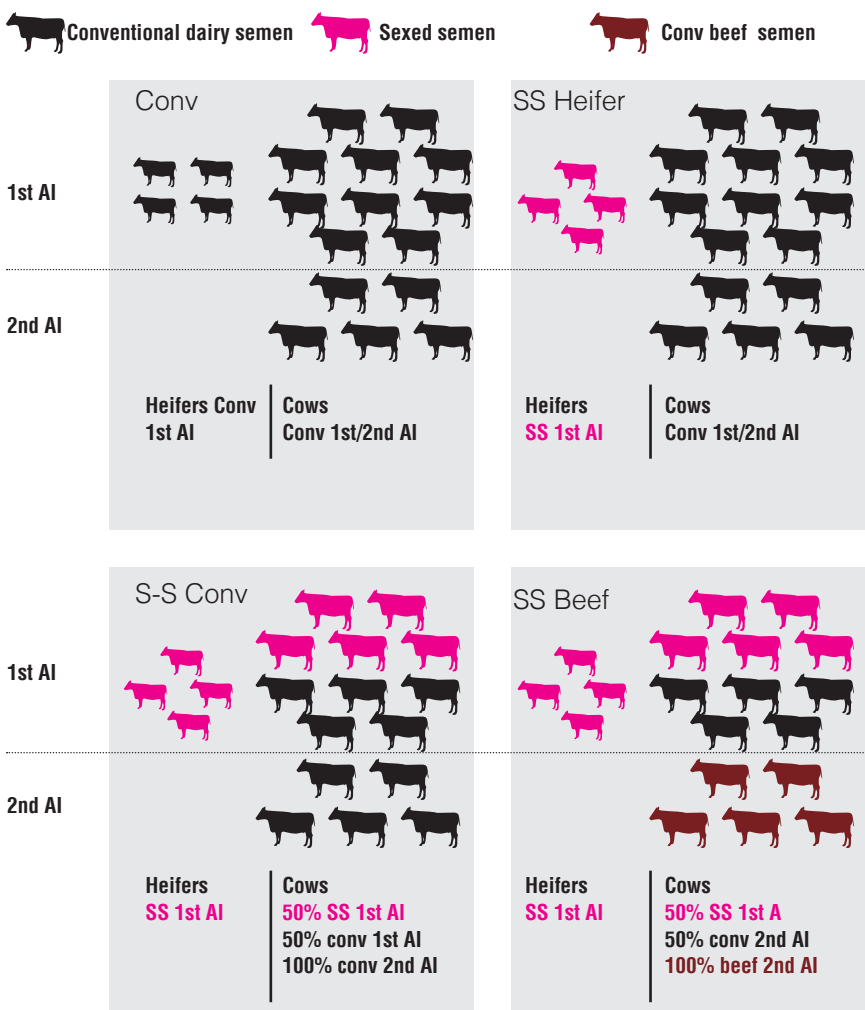 Conventional dairy semen
Sexed semen
Conv beef semen
Conv
SS Heifer
1st AI
2nd AI
Heifers Conv
1st AI
Cows
Conv 1st/2nd AI
Heifers
SS 1st AI
Cows
Conv 1st/2nd AI
S-S Conv
SS Beef
1st AI
2nd AI
Heifers
SS 1st AI
Cows
50% SS 1st AI
50% conv 1st AI
100% conv 2nd AI
Heifers
SS 1st AI
Cows
50% SS 1st A
50% conv 2nd AI
100% beef 2nd AI